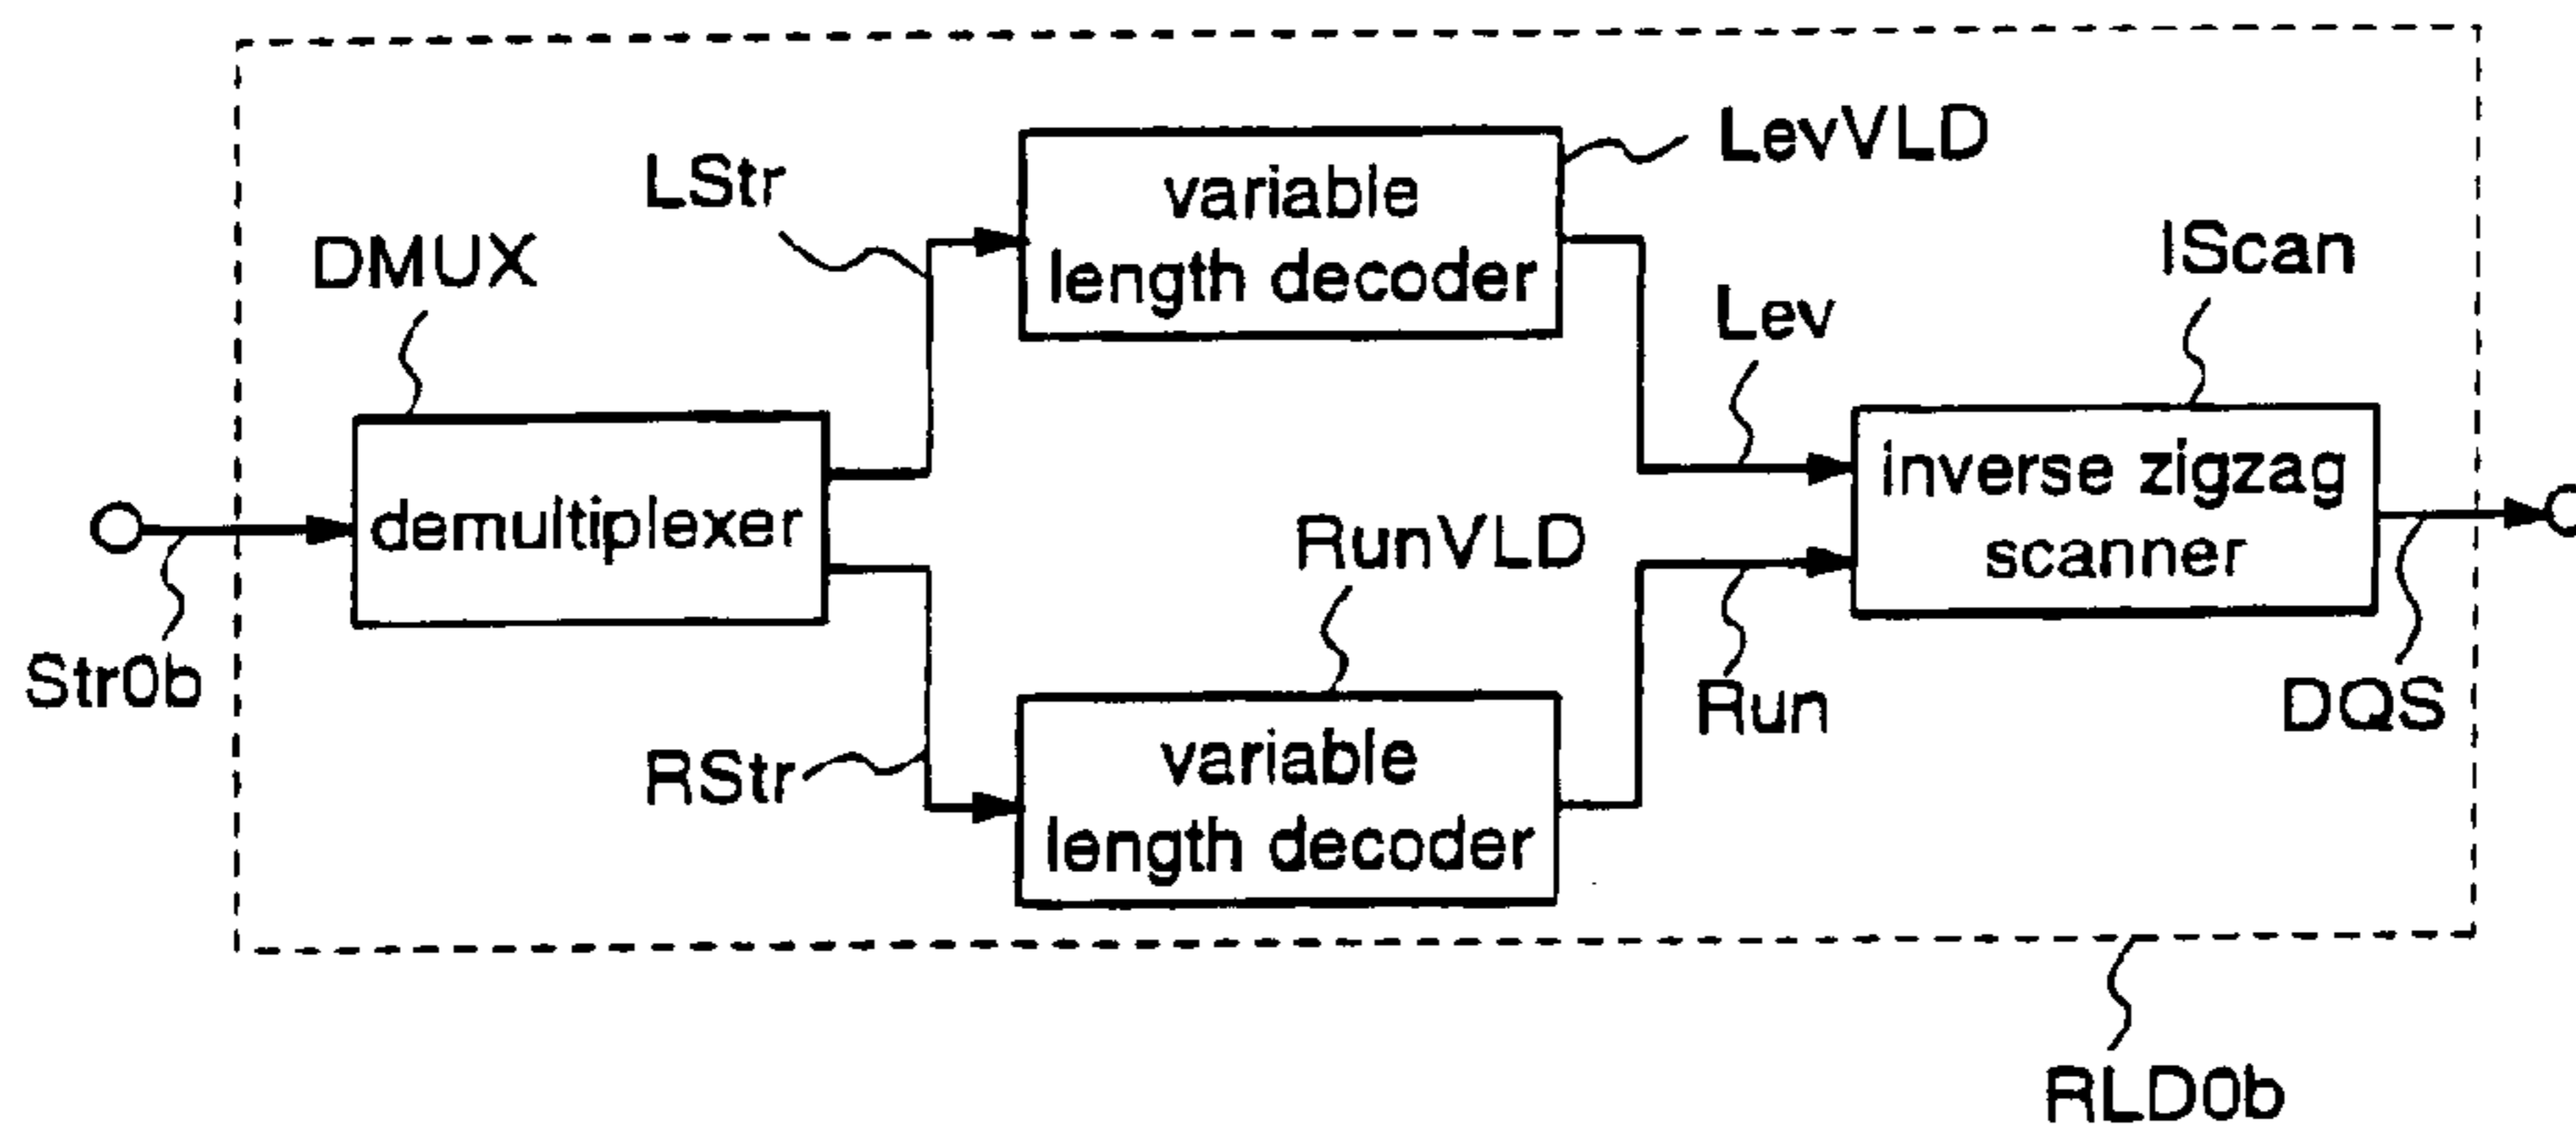 LevVLD
variable
length decoder
LStr
DMUX
IScan
Lev
demultiplexer
inverse zigzag
scanner
RunVLD
Str0b
Run
DQS
RStr
variable
length decoder
RLD0b